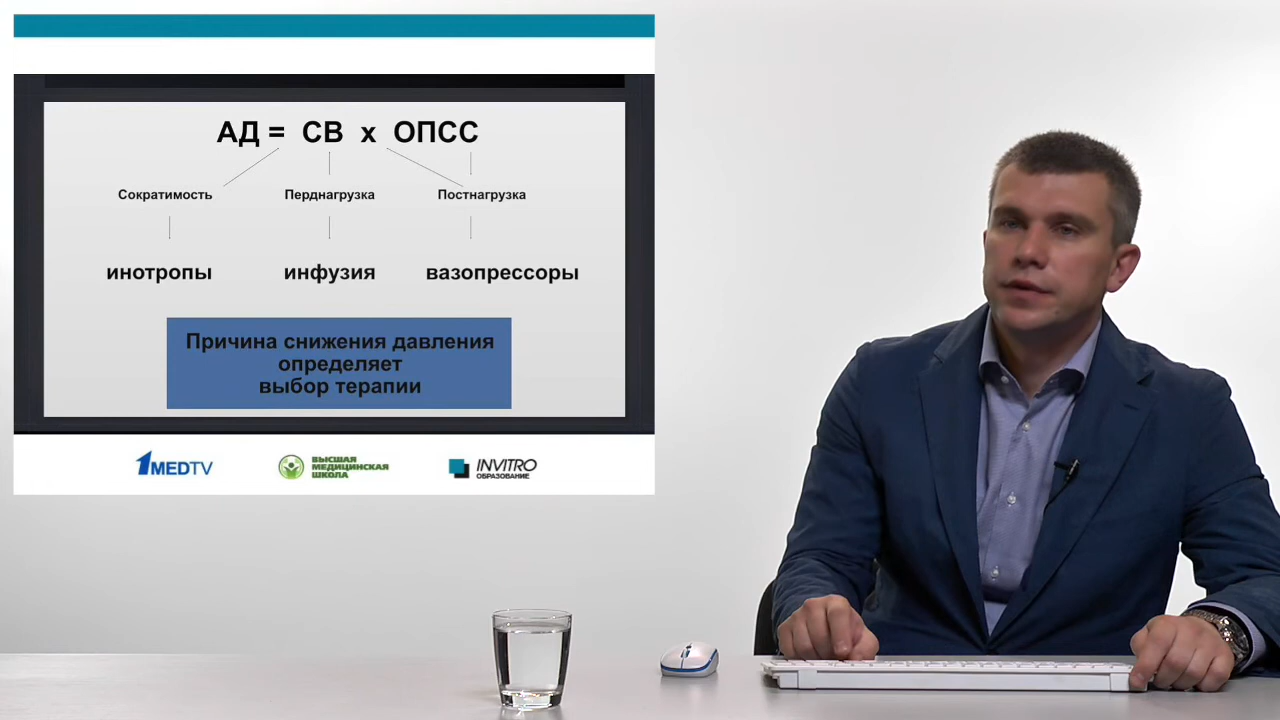 АД = СВ х ОПСС
Сократимость Перднагрузка Постнагрузка
инотропы инфузия вазопрессоры
Причина снижения давления
определяет
выбор терапии
1MEDTV
ВЫСШАЯ
МЕДИЦИНСКАЯ
ШКОЛА
INVITRO
ОБРАЗОВАНИЕ